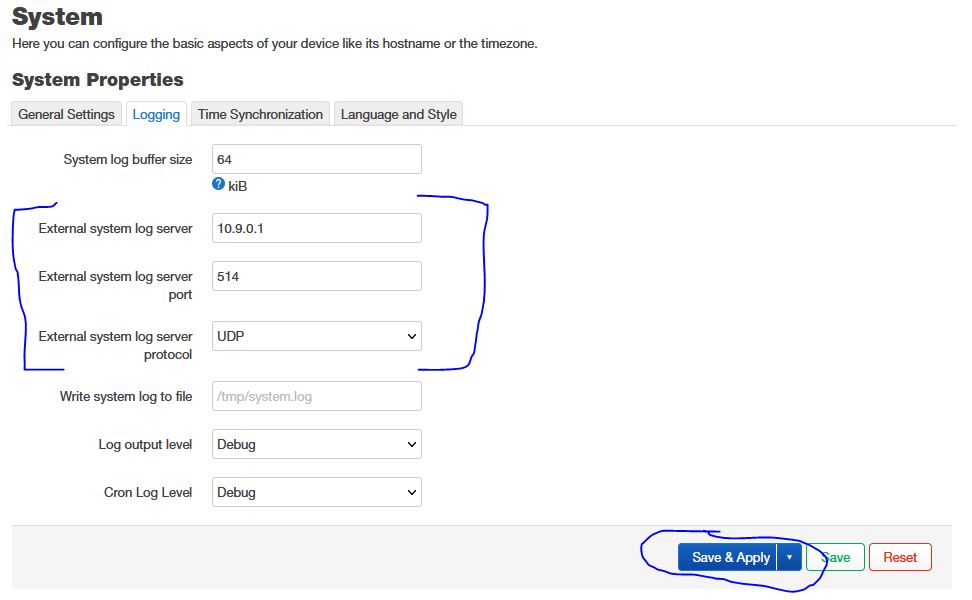 System
Here you can configure the basic aspects of your device like its hostname or the timezone.
System Properties
General Settings Logging Time Synchronization Language and Style
System log buffer size 64
? kiB
External system log server 10.9.0.1
External system log server port 514
External system log server protocol UDP
Write system log to file /tmp/system.log
Log output level Debug
Cron Log Level Debug
Save & Apply Save Reset